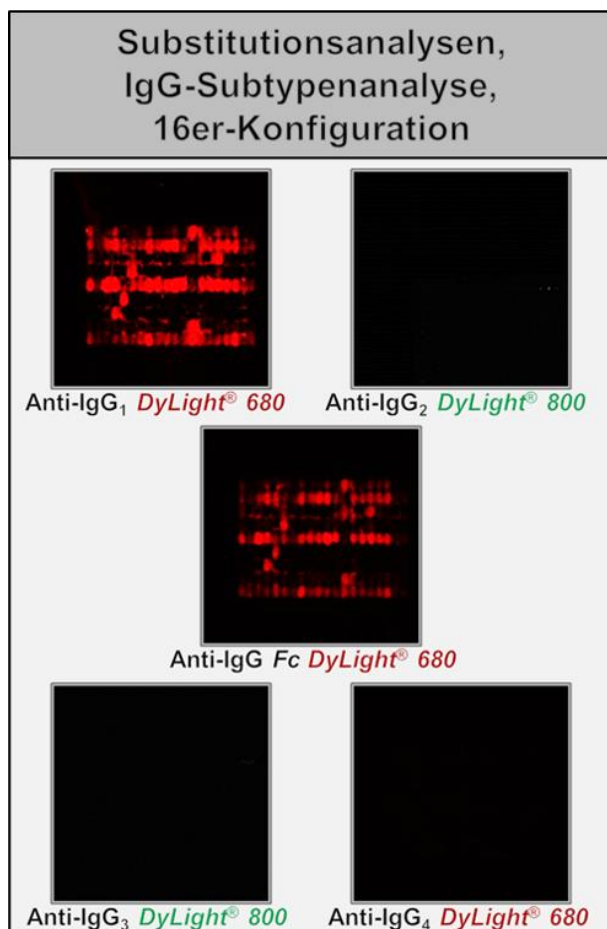 Substitutionsanalysen,
IgG-Subtypenanalyse,
16er-Konfiguration
Anti-IgG₁ DyLight® 680
Anti-IgG₂ DyLight® 800
Anti-IgG Fc DyLight® 680
Anti-IgG₃ DyLight® 800
Anti-IgG₄ DyLight® 680